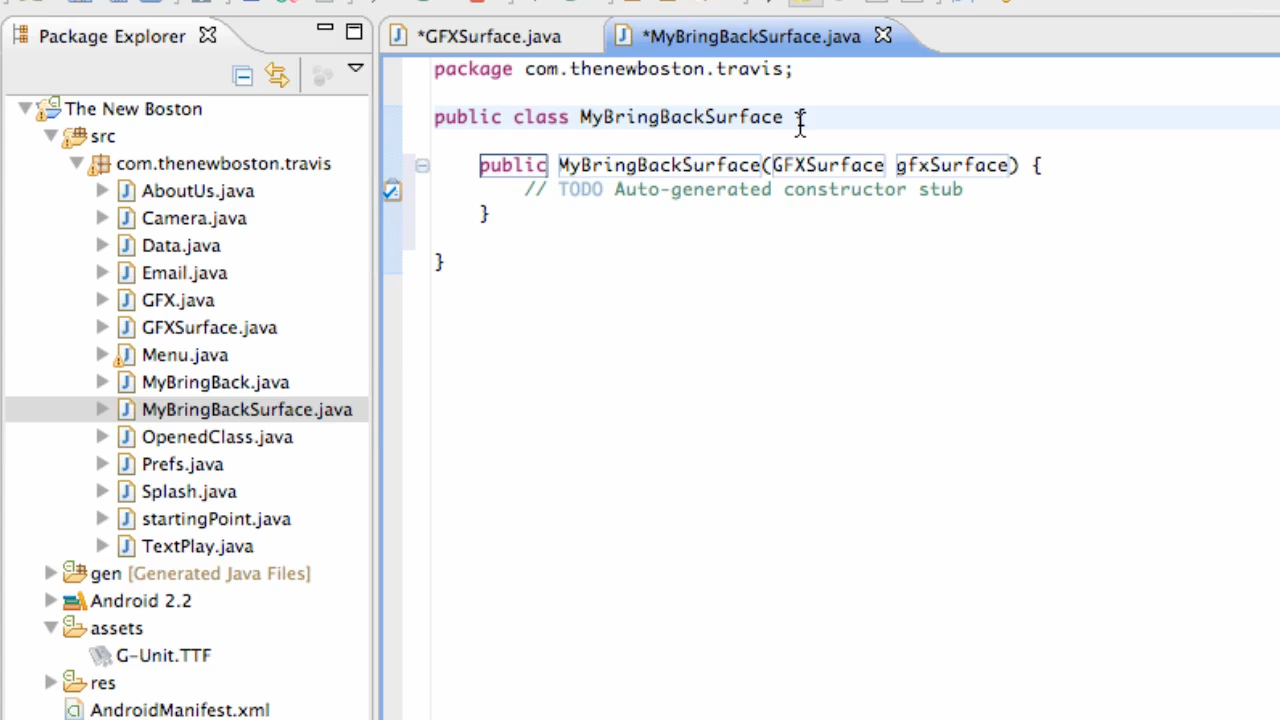 Package Explorer
*GFXSurface.java
*MyBringBackSurface.java
The New Boston
src
com.thenewboston.travis
AboutUs.java
Camera.java
Data.java
Email.java
GFX.java
GFXSurface.java
Menu.java
MyBringBack.java
MyBringBackSurface.java
OpenedClass.java
Prefs.java
Splash.java
startingPoint.java
TextPlay.java
gen [Generated Java Files]
Android 2.2
assets
G-Unit.TTF
res
AndroidManifest.xml
package com.thenewboston.travis;
public class MyBringBackSurface {
public MyBringBackSurface(GFXSurface gfxSurface) {
// TODO Auto-generated constructor stub
}
}